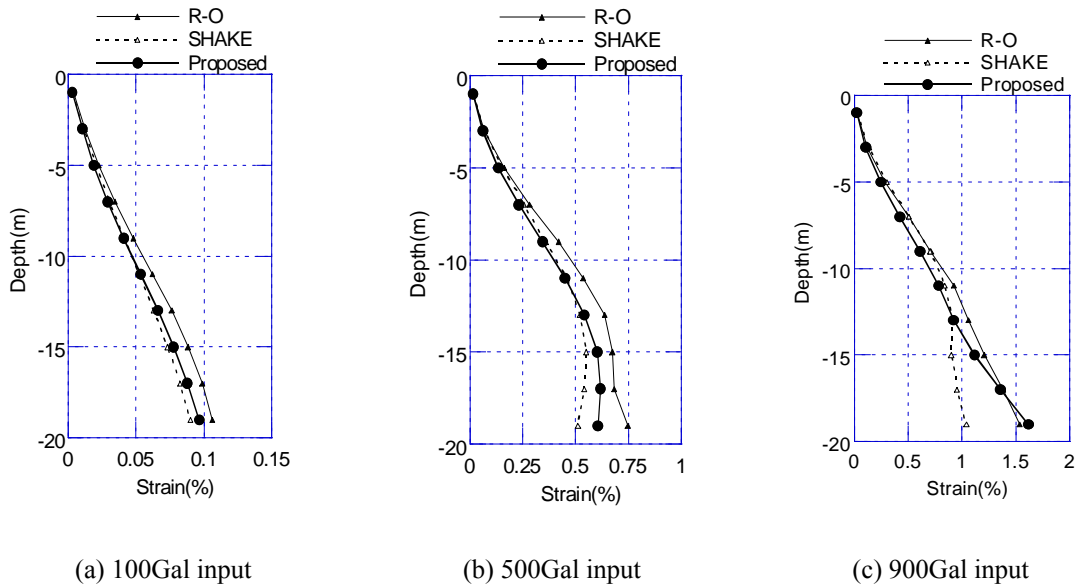 R-O
SHAKE
Proposed
0
-5
-10
-15
-20
Depth(m)
0 0.05 0.1 0.15
Strain(%)
(a) 100Gal input
R-O
SHAKE
Proposed
0
-5
-10
-15
-20
Depth(m)
0 0.25 0.5 0.75 1
Strain(%)
(b) 500Gal input
R-O
SHAKE
Proposed
0
-5
-10
-15
-20
Depth(m)
0 0.5 1 1.5 2
Strain(%)
(c) 900Gal input